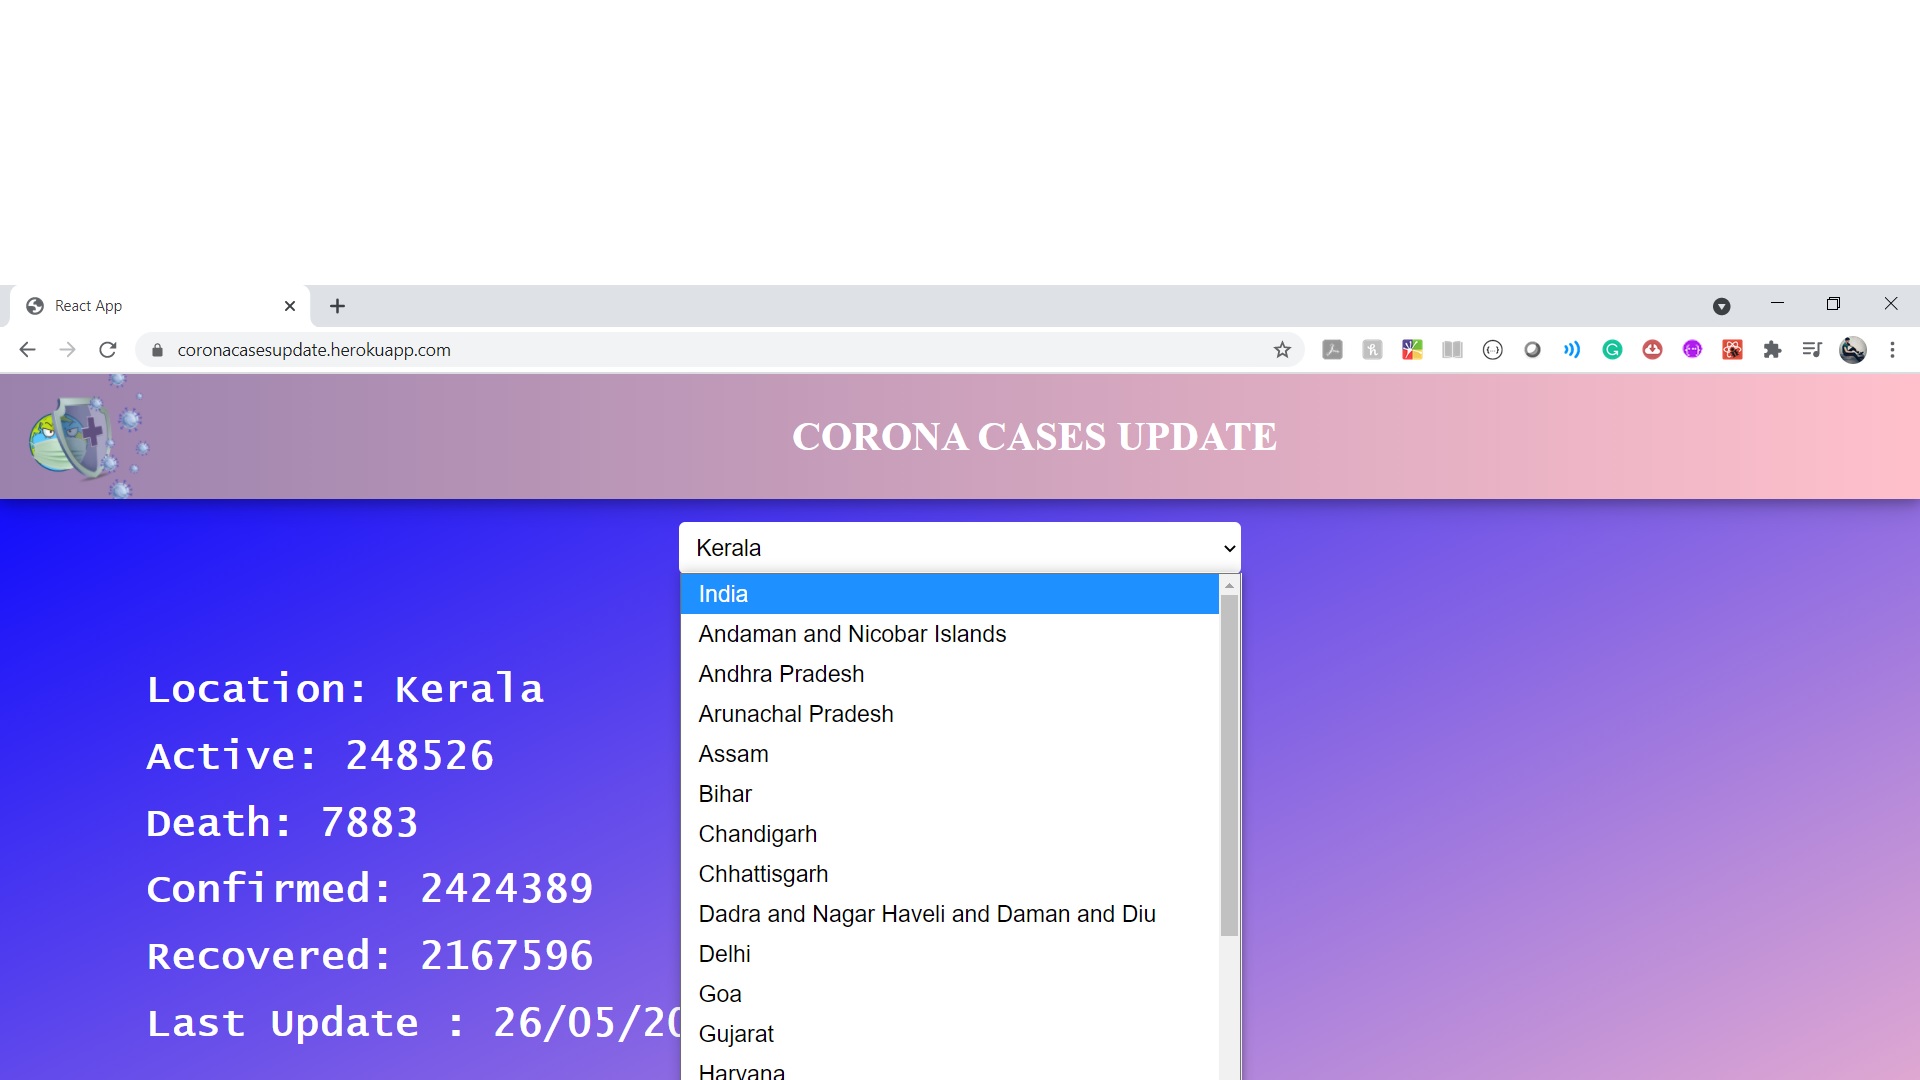 React App
coronacasesupdate.herokuapp.com
CORONA CASES UPDATE
Kerala
India
Andaman and Nicobar Islands
Andhra Pradesh
Arunachal Pradesh
Assam
Bihar
Chandigarh
Chhattisgarh
Dadra and Nagar Haveli and Daman and Diu
Delhi
Goa
Gujarat
Haryana
Location: Kerala
Active: 248526
Death: 7883
Confirmed: 2424389
Recovered: 2167596
Last Update : 26/05/20